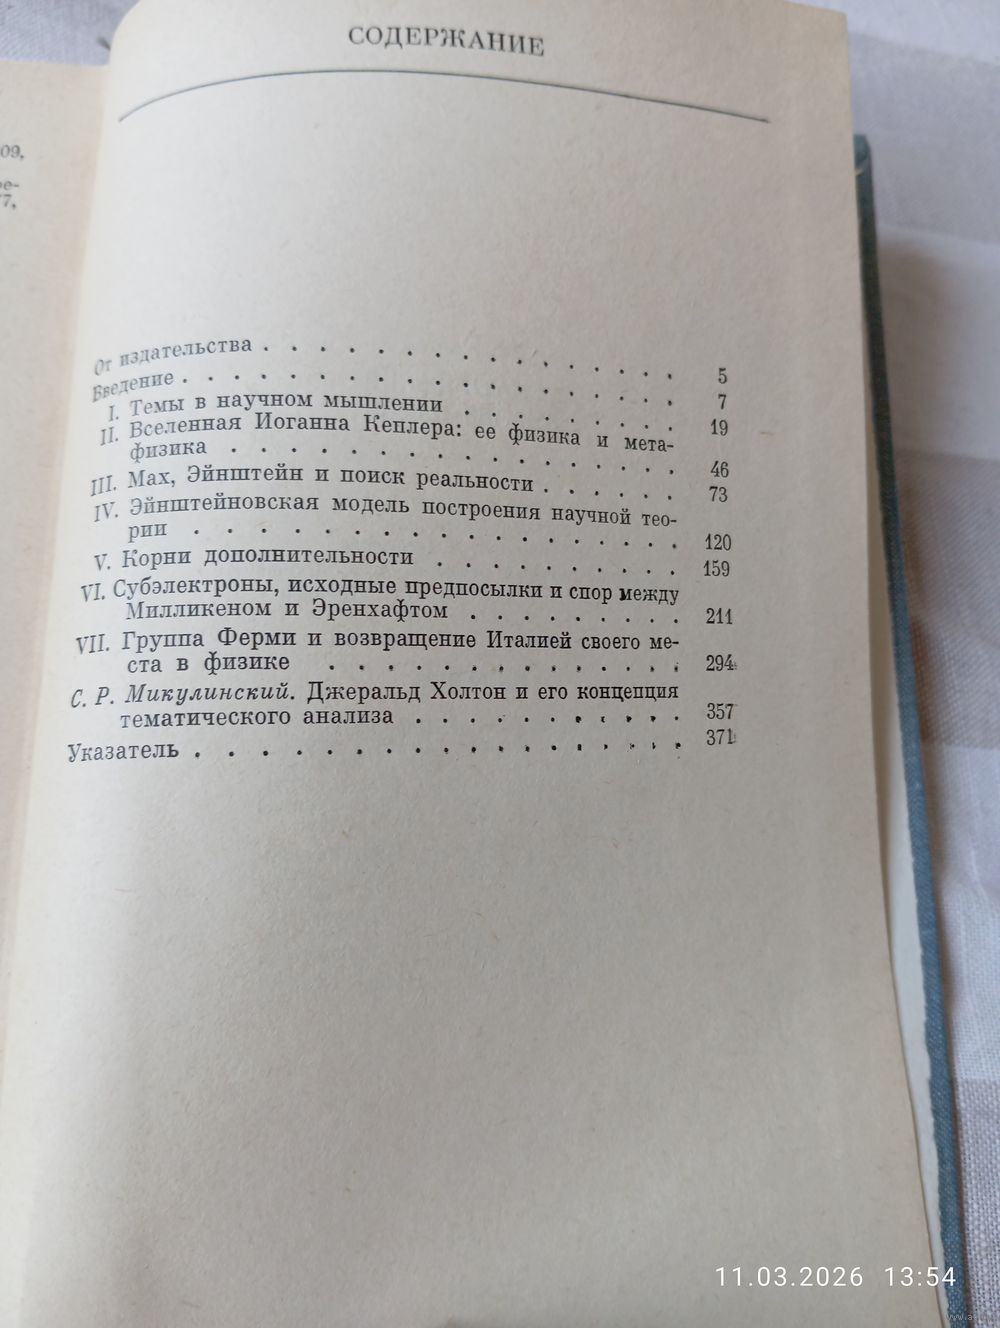 СОДЕРЖАНИЕ
09,
ре-
77,
От издательства . . . . . . . . . . . . . . . 5
Введение . . . . . . . . . . . . . . . . . . 7
I. Темы в научном мышлении . . . . . . . . 19
II. Вселенная Иоганна Кеплера: ее физика и мета-
физика . . . . . . . . . . . . . . . . . 46
III. Мах, Эйнштейн и поиск реальности . . . . . 73
IV. Эйнштейновская модель построения научной тео-
рии . . . . . . . . . . . . . . . . . 120
V. Корни дополнительности . . . . . . . . . 159
VI. Субэлектроны, исходные предпосылки и спор между
Милликеном и Эренхафтом . . . . . . . . 211
VII. Группа Ферми и возвращение Италией своего ме-
ста в физике . . . . . . . . . . . . . 294
С. Р. Микулинский. Джеральд Холтон и его концепция
тематического анализа . . . . . . . . . . 357
Указатель . . . . . . . . . . . . . . . . . 371
11.03.2026 13:54